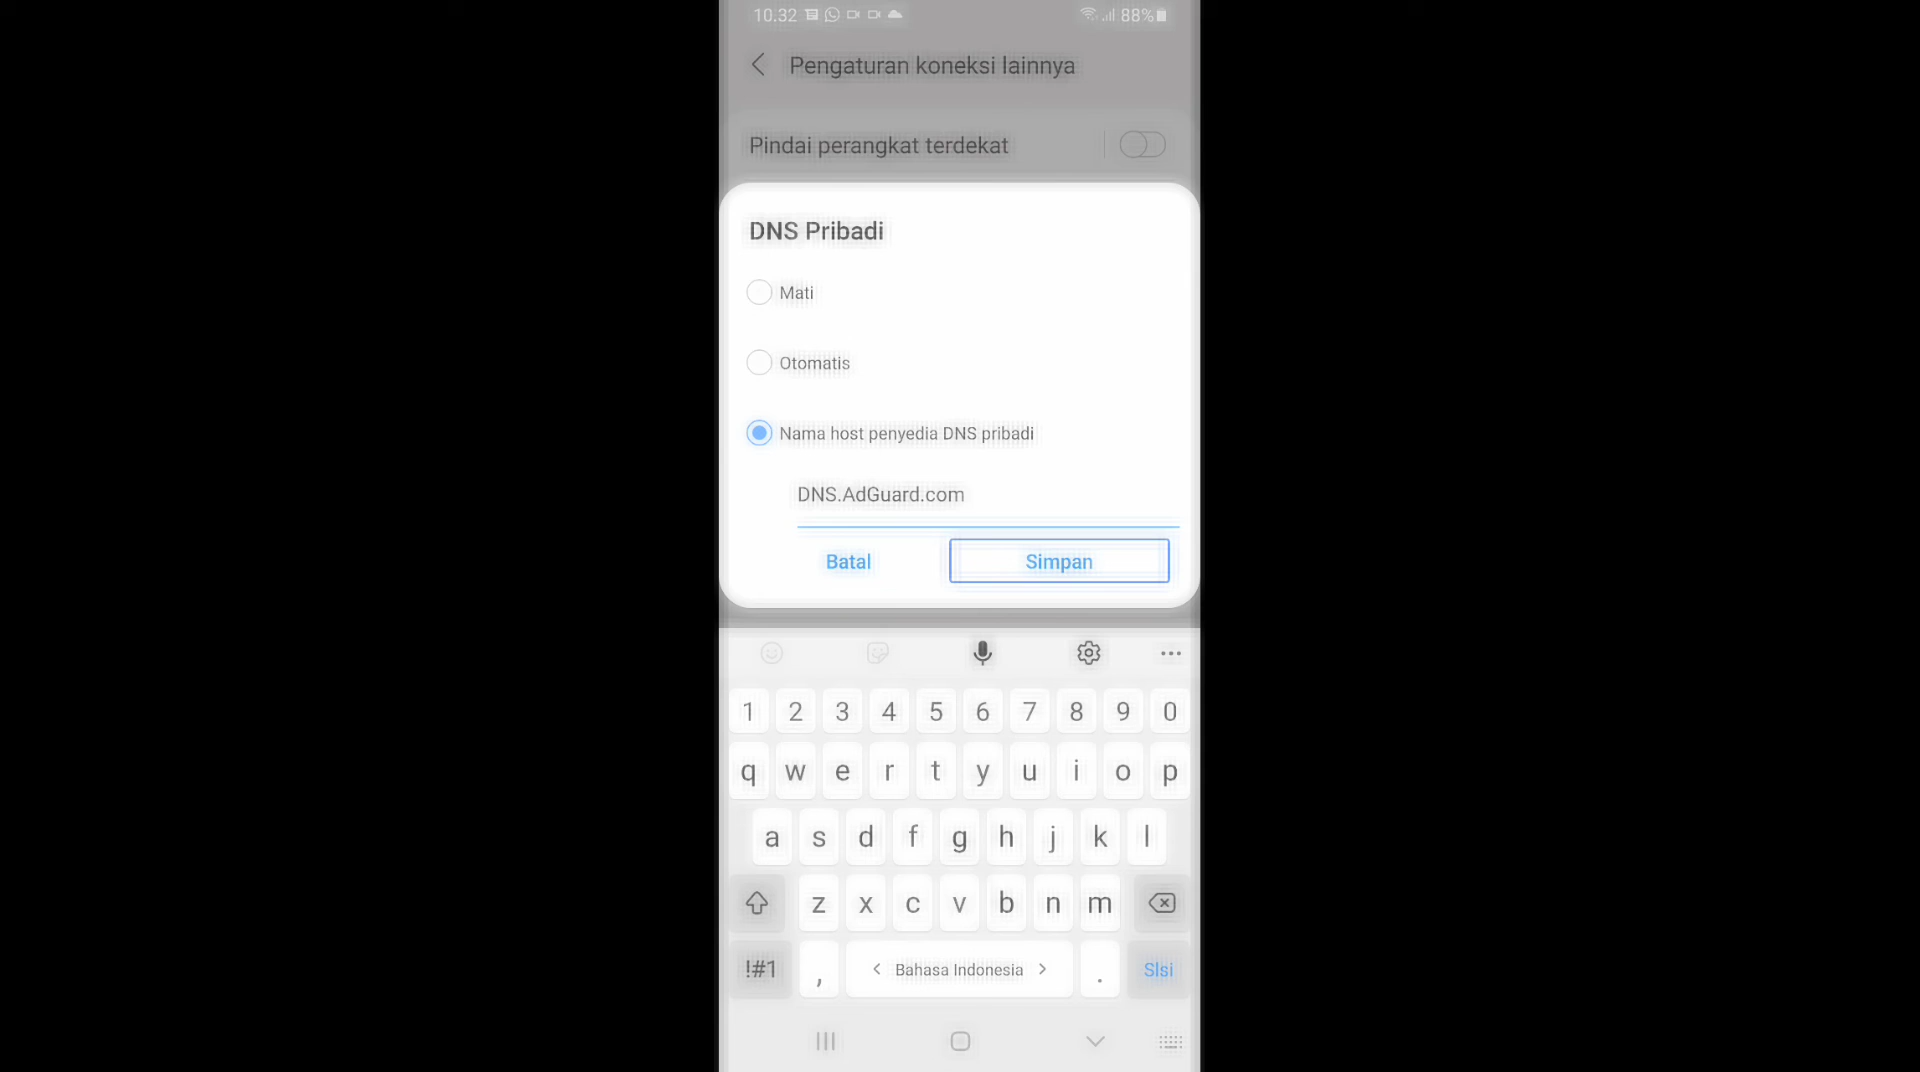 10.32 88%
Pengaturan koneksi lainnya
Pindai perangkat terdekat
DNS Pribadi
Mati
Otomatis
Nama host penyedia DNS pribadi
DNS.AdGuard.com
Batal Simpan
1 2 3 4 5 6 7 8 9 0
q w e r t y u i o p
a s d f g h j k l
z x c v b n m
!#1 , < Bahasa Indonesia > . Slsi